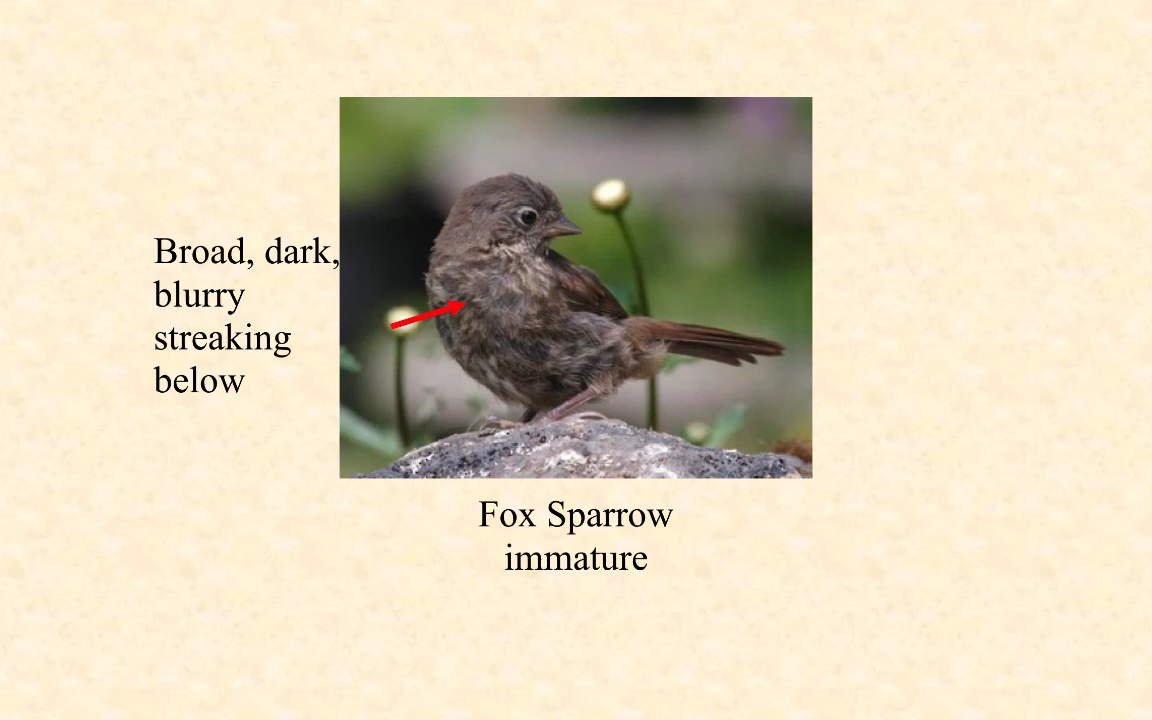 Broad, dark,
blurry
streaking
below
Fox Sparrow
immature